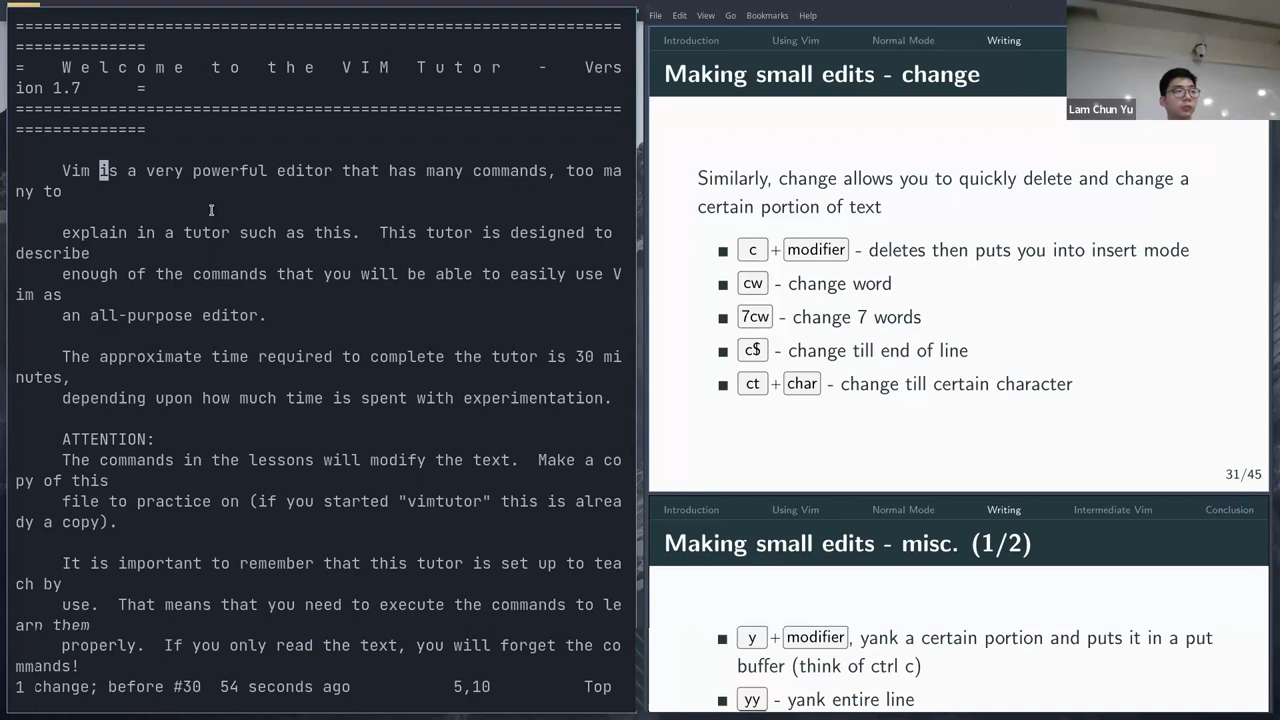 ==================================================================
==============
=    W e l c o m e   t o   t h e   V I M   T u t o r    -    Vers
ion 1.7      =
==================================================================
==============
Vim is a very powerful editor that has many commands, too ma
ny to
explain in a tutor such as this.  This tutor is designed to
describe
enough of the commands that you will be able to easily use V
im as
an all-purpose editor.
The approximate time required to complete the tutor is 30 mi
nutes,
depending upon how much time is spent with experimentation.
ATTENTION:
The commands in the lessons will modify the text.  Make a co
py of this
file to practice on (if you started "vimtutor" this is alrea
dy a copy).
It is important to remember that this tutor is set up to tea
ch by
use.  That means that you need to execute the commands to le
arn them
properly.  If you only read the text, you will forget the co
mmands!
1 change; before #30  54 seconds ago    5,10    Top
File Edit View Go Bookmarks Help
Introduction Using Vim Normal Mode Writing
Making small edits - change
Lam Chun Yu
Similarly, change allows you to quickly delete and change a
certain portion of text
c + modifier - deletes then puts you into insert mode
cw - change word
7cw - change 7 words
c$ - change till end of line
ct + char - change till certain character
31/45
Introduction Using Vim Normal Mode Writing Intermediate Vim Conclusion
Making small edits - misc. (1/2)
y + modifier, yank a certain portion and puts it in a put
buffer (think of ctrl c)
yy - yank entire line